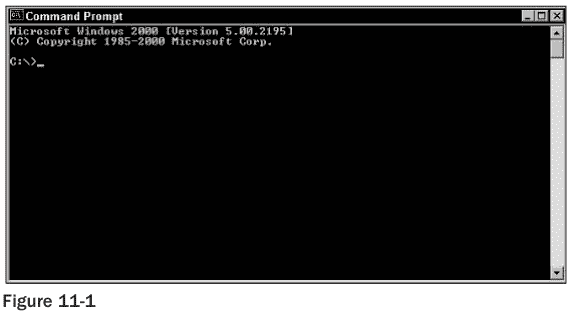 Command Prompt
Microsoft Windows 2000 [Version 5.00.2195]
(C) Copyright 1985-2000 Microsoft Corp.
C:\>_
Figure 11-1